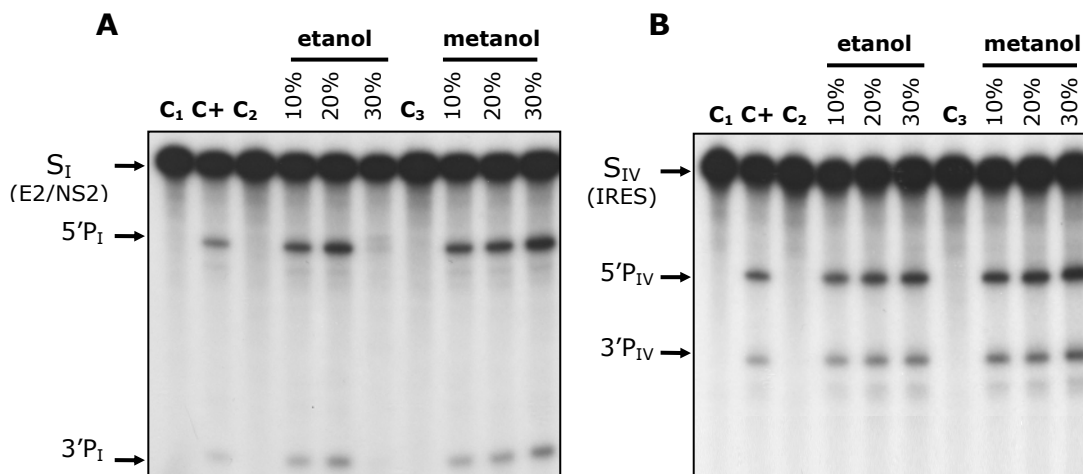 A
etanol
metanol
C1 C+ C2 10% 20% 30% C3 10% 20% 30%
SI
(E2/NS2)
5'PI
3'PI
B
etanol
metanol
C1 C+ C2 10% 20% 30% C3 10% 20% 30%
SIV
(IRES)
5'PIV
3'PIV